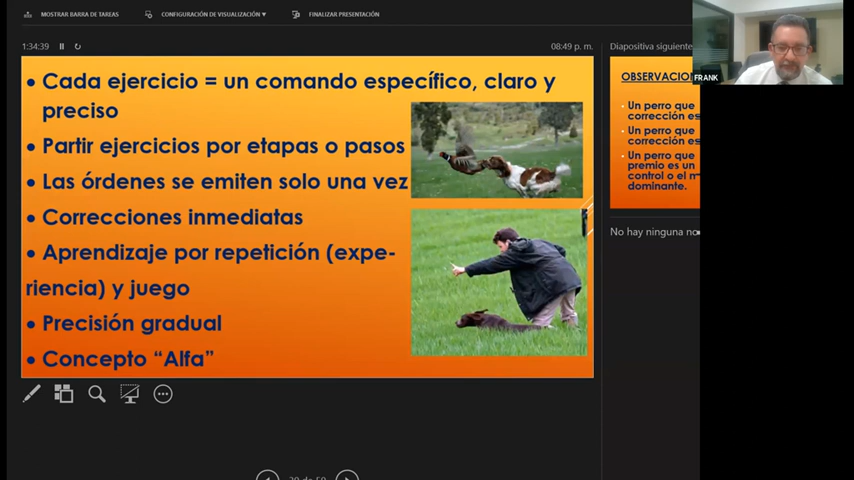 MOSTRAR BARRA DE TAREAS
CONFIGURACIÓN DE VISUALIZACIÓN ▾
FINALIZAR PRESENTACIÓN
1:34:39
08:49 p. m.
Diapositiva siguiente
FRANK
• Cada ejercicio = un comando específico, claro y
preciso
• Partir ejercicios por etapas o pasos
• Las órdenes se emiten solo una vez
• Correcciones inmediatas
• Aprendizaje por repetición (expe-
riencia) y juego
• Precisión gradual
• Concepto “Alfa”
OBSERVACIO
• Un perro que
corrección es
• Un perro que
corrección es
• Un perro que
premio es un
control o el m
dominante.
No hay ninguna no
de 50